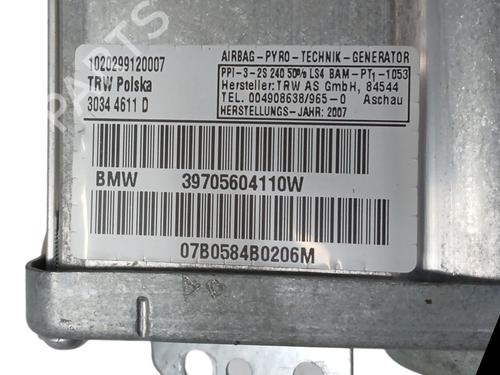 1020299120007
TRW Polska
3034 4611 D
AIRBAG-PYRO-TECHNIK-GENERATOR
PPI-3-2S 240 50% LS4 BAM-PT1-1053
Hersteller: TRW AS GmbH, 84544
TEL. 004908638/965-0 Aschau
HERSTELLUNGS-JAHR: 2007
BMW 39705604110W
07B0584B0206M
PARTS